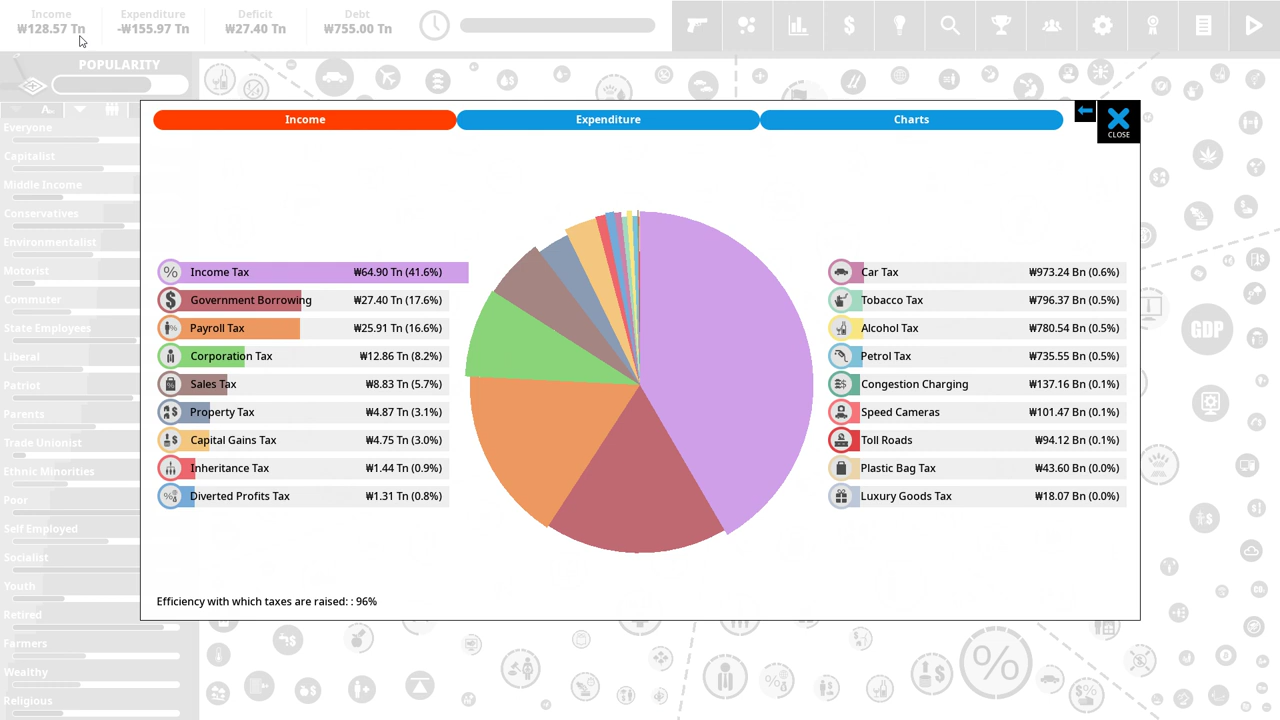 Income
₩128.57 Tn
Expenditure
-₩155.97 Tn
Deficit
₩27.40 Tn
Debt
₩755.00 Tn
POPULARITY
Everyone
Capitalist
Middle Income
Conservatives
Environmentalist
Motorist
Commuter
State Employees
Liberal
Patriot
Parents
Trade Unionist
Ethnic Minorities
Poor
Self Employed
Socialist
Youth
Retired
Farmers
Wealthy
Religious
Income
Expenditure
Charts
CLOSE
Income Tax ₩64.90 Tn (41.6%)
Government Borrowing ₩27.40 Tn (17.6%)
Payroll Tax ₩25.91 Tn (16.6%)
Corporation Tax ₩12.86 Tn (8.2%)
Sales Tax ₩8.83 Tn (5.7%)
Property Tax ₩4.87 Tn (3.1%)
Capital Gains Tax ₩4.75 Tn (3.0%)
Inheritance Tax ₩1.44 Tn (0.9%)
Diverted Profits Tax ₩1.31 Tn (0.8%)
Car Tax ₩973.24 Bn (0.6%)
Tobacco Tax ₩796.37 Bn (0.5%)
Alcohol Tax ₩780.54 Bn (0.5%)
Petrol Tax ₩735.55 Bn (0.5%)
Congestion Charging ₩137.16 Bn (0.1%)
Speed Cameras ₩101.47 Bn (0.1%)
Toll Roads ₩94.12 Bn (0.1%)
Plastic Bag Tax ₩43.60 Bn (0.0%)
Luxury Goods Tax ₩18.07 Bn (0.0%)
Efficiency with which taxes are raised: : 96%
GDP